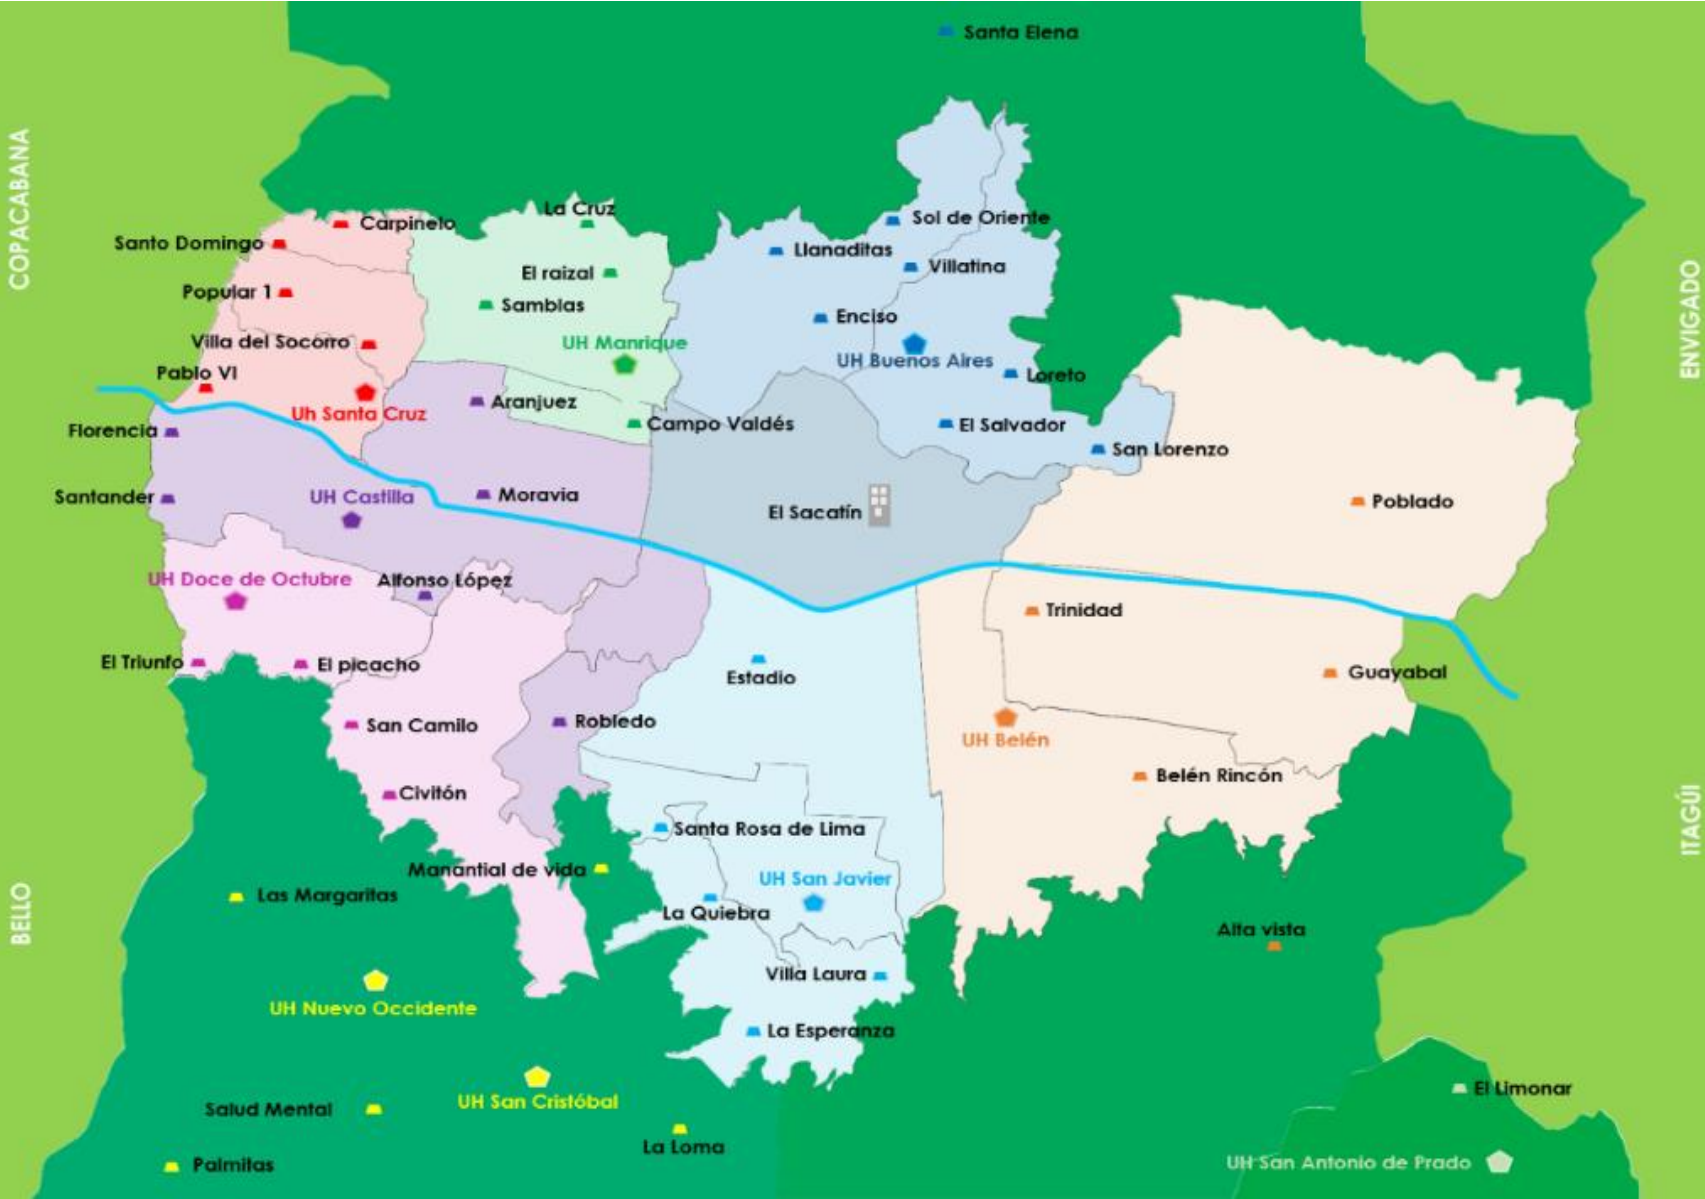 Santa Elena
COPACABANA
La Cruz
Carpinelo
Sol de Oriente
Santo Domingo
Llanaditas
El raizal
Villatina
Popular 1
Samblas
Enciso
ENVIGADO
Villa del Socorro
UH Manrique
UH Buenos Aires
Pablo VI
Loreto
Aranjuez
Uh Santa Cruz
Campo Valdés
El Salvador
Florencia
San Lorenzo
Santander
UH Castilla
Moravia
Poblado
El Sacatín
UH Doce de Octubre
Alfonso López
Trinidad
El Triunfo
El picacho
Estadio
Guayabal
San Camilo
Robledo
UH Belén
Belén Rincón
Civitón
ITAGÜI
Santa Rosa de Lima
Manantial de vida
UH San Javier
Las Margaritas
BELLO
La Quiebra
Alta vista
Villa Laura
UH Nuevo Occidente
La Esperanza
El Limonar
UH San Cristóbal
Salud Mental
La Loma
Palmitas
UH San Antonio de Prado